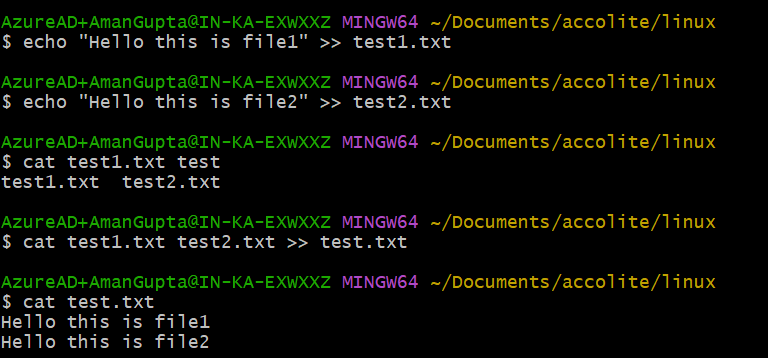 AzureAD+AmanGupta@IN-KA-EXWXXZ MINGW64 ~/Documents/accolite/linux
$ echo "Hello this is file1" >> test1.txt
AzureAD+AmanGupta@IN-KA-EXWXXZ MINGW64 ~/Documents/accolite/linux
$ echo "Hello this is file2" >> test2.txt
AzureAD+AmanGupta@IN-KA-EXWXXZ MINGW64 ~/Documents/accolite/linux
$ cat test1.txt test
test1.txt  test2.txt
AzureAD+AmanGupta@IN-KA-EXWXXZ MINGW64 ~/Documents/accolite/linux
$ cat test1.txt test2.txt >> test.txt
AzureAD+AmanGupta@IN-KA-EXWXXZ MINGW64 ~/Documents/accolite/linux
$ cat test.txt
Hello this is file1
Hello this is file2